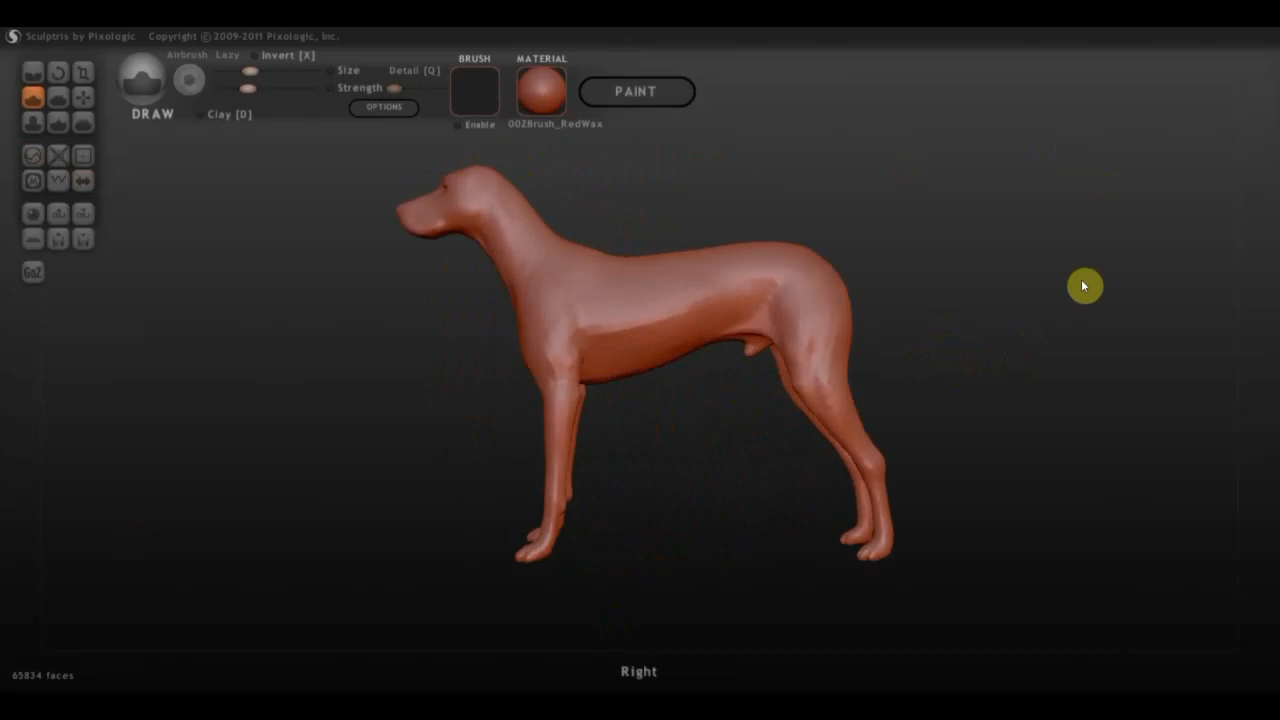 Sculptris by Pixologic Copyright © 2009-2011 Pixologic, Inc.
Airbrush Lazy Invert [X]
BRUSH MATERIAL
Size Detail [Q]
Strength
PAINT
OPTIONS
DRAW Clay [D]
Enable 00ZBrush_RedWax
GoZ
65834 faces
Right